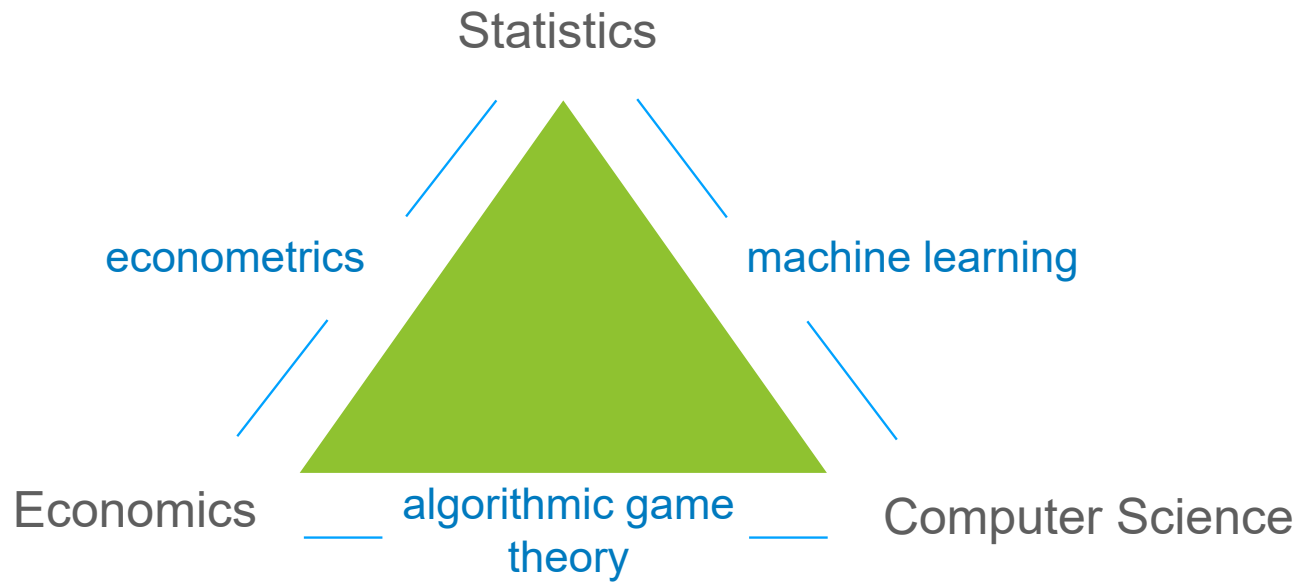 Statistics
econometrics
machine learning
Economics
algorithmic game
theory
Computer Science